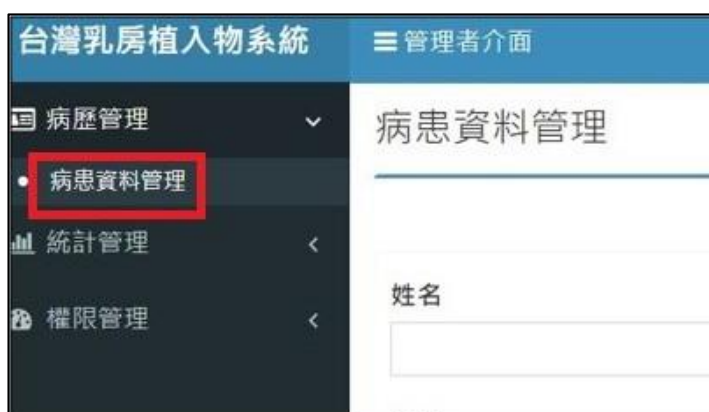 台灣乳房植入物系統
管理者介面
病歷管理
病患資料管理
統計管理
權限管理
病患資料管理
姓名